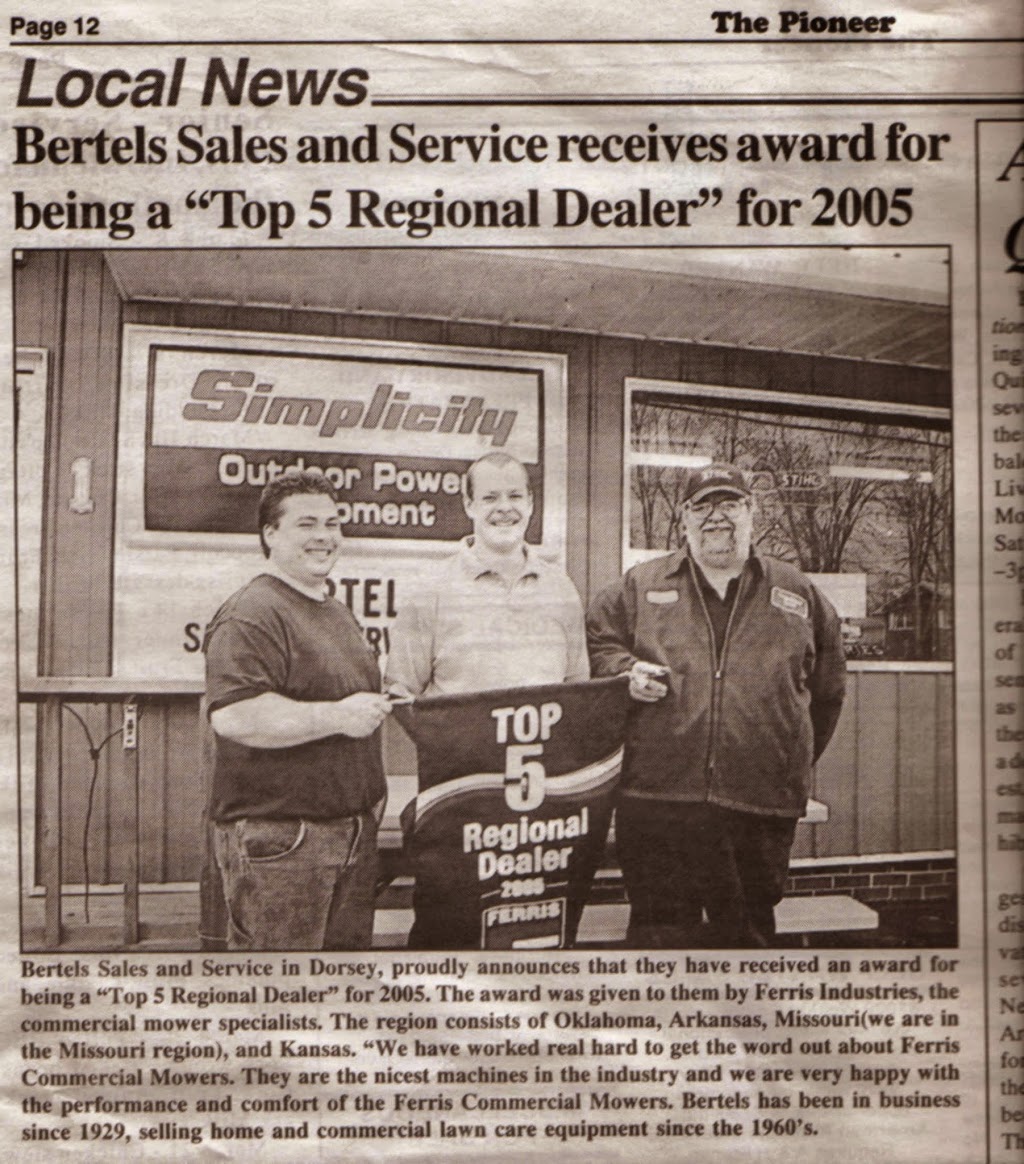 Page 12
The Pioneer
Local News
Bertels Sales and Service receives award for
being a “Top 5 Regional Dealer” for 2005
Simplicity
Outdoor Power
pment
STIHL
STIHL
RTEL
TOP
5
Regional
Dealer
2005
FERRIS
Bertels Sales and Service in Dorsey, proudly announces that they have received an award for
being a “Top 5 Regional Dealer” for 2005. The award was given to them by Ferris Industries, the
commercial mower specialists. The region consists of Oklahoma, Arkansas, Missouri(we are in
the Missouri region), and Kansas. “We have worked real hard to get the word out about Ferris
Commercial Mowers. They are the nicest machines in the industry and we are very happy with
the performance and comfort of the Ferris Commercial Mowers. Bertels has been in business
since 1929, selling home and commercial lawn care equipment since the 1960’s.